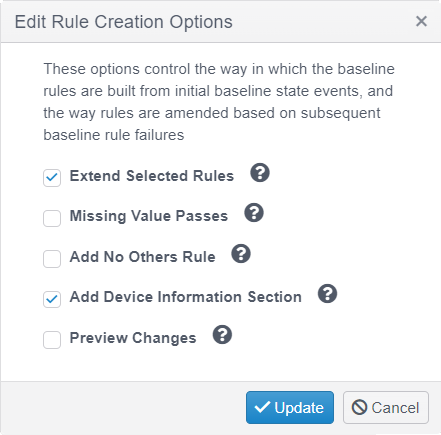 Edit Rule Creation Options ×
These options control the way in which the baseline
rules are built from initial baseline state events, and
the way rules are amended based on subsequent
baseline rule failures
Extend Selected Rules ?
Missing Value Passes ?
Add No Others Rule ?
Add Device Information Section ?
Preview Changes ?
Update Cancel